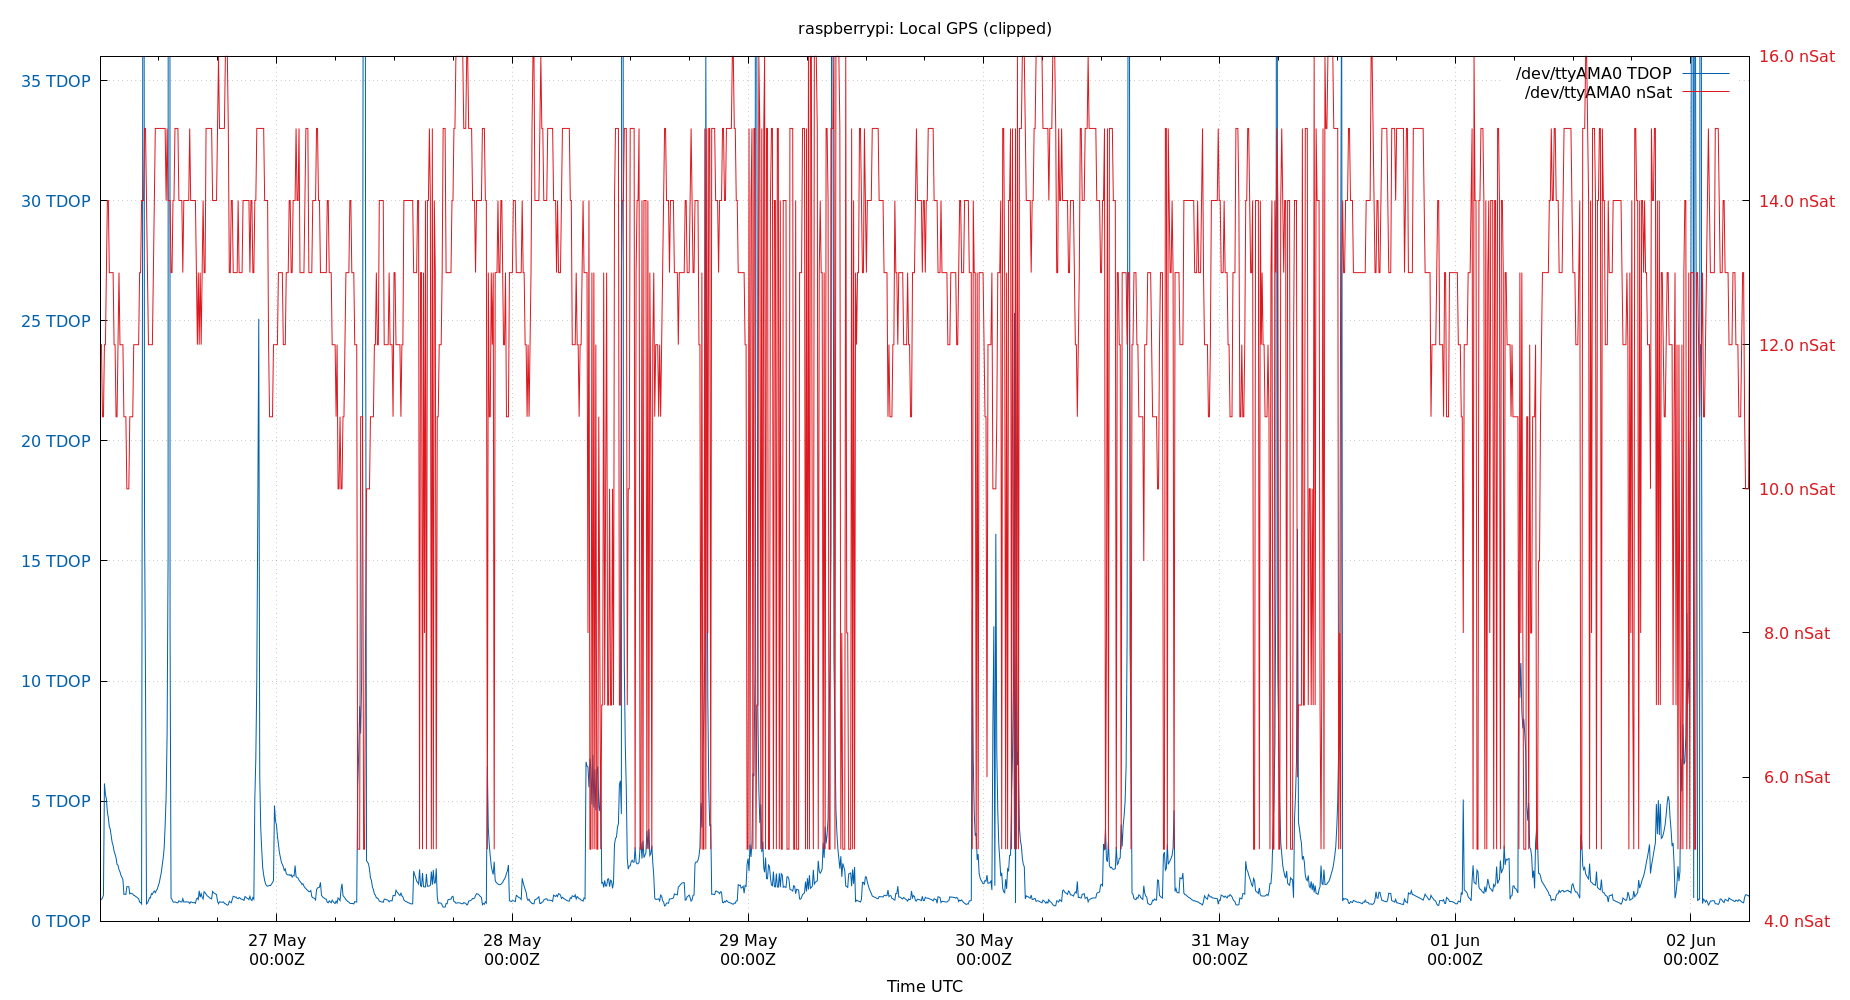 raspberrypi: Local GPS (clipped)
/dev/ttyAMA0 TDOP
/dev/ttyAMA0 nSat
35 TDOP
30 TDOP
25 TDOP
20 TDOP
15 TDOP
10 TDOP
5 TDOP
0 TDOP
16.0 nSat
14.0 nSat
12.0 nSat
10.0 nSat
8.0 nSat
6.0 nSat
4.0 nSat
27 May
00:00Z
28 May
00:00Z
29 May
00:00Z
30 May
00:00Z
31 May
00:00Z
01 Jun
00:00Z
02 Jun
00:00Z
Time UTC